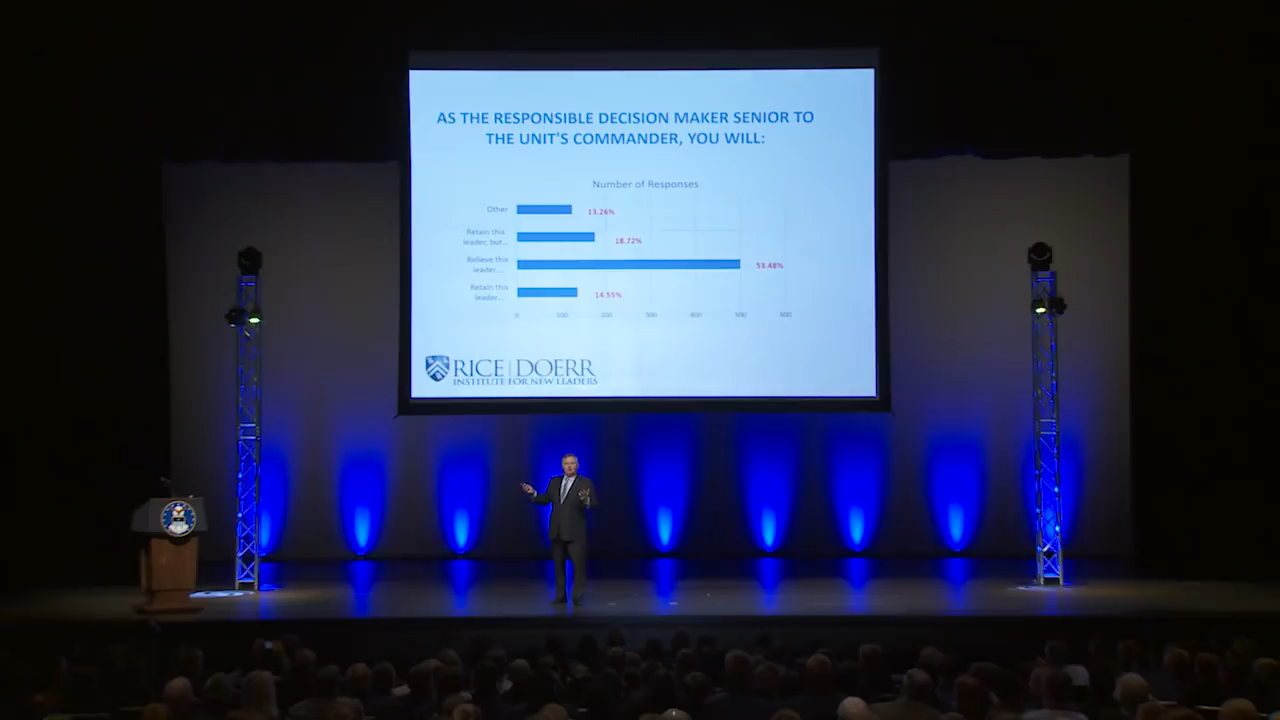 AS THE RESPONSIBLE DECISION MAKER SENIOR TO
THE UNIT'S COMMANDER, YOU WILL:
Number of Responses
Other
13.26%
Retain this
leader, but...
18.72%
Relieve this
leader....
53.48%
Retain this
leader...
14.55%
0 100 200 300 400 500 600
RICE | DOERR
INSTITUTE FOR NEW LEADERS